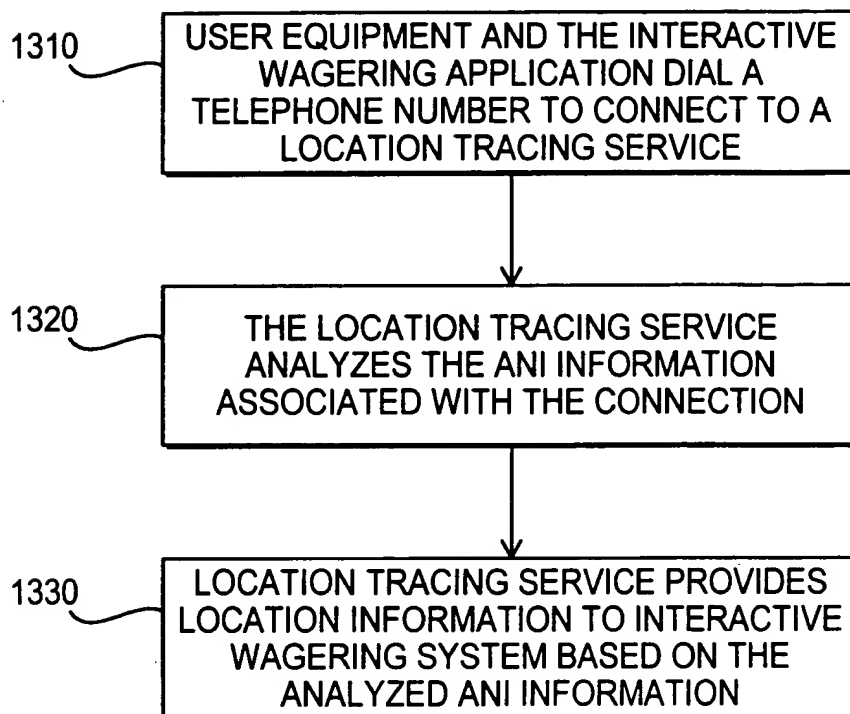 1310
USER EQUIPMENT AND THE INTERACTIVE
WAGERING APPLICATION DIAL A
TELEPHONE NUMBER TO CONNECT TO A
LOCATION TRACING SERVICE
1320
THE LOCATION TRACING SERVICE
ANALYZES THE ANI INFORMATION
ASSOCIATED WITH THE CONNECTION
1330
LOCATION TRACING SERVICE PROVIDES
LOCATION INFORMATION TO INTERACTIVE
WAGERING SYSTEM BASED ON THE
ANALYZED ANI INFORMATION